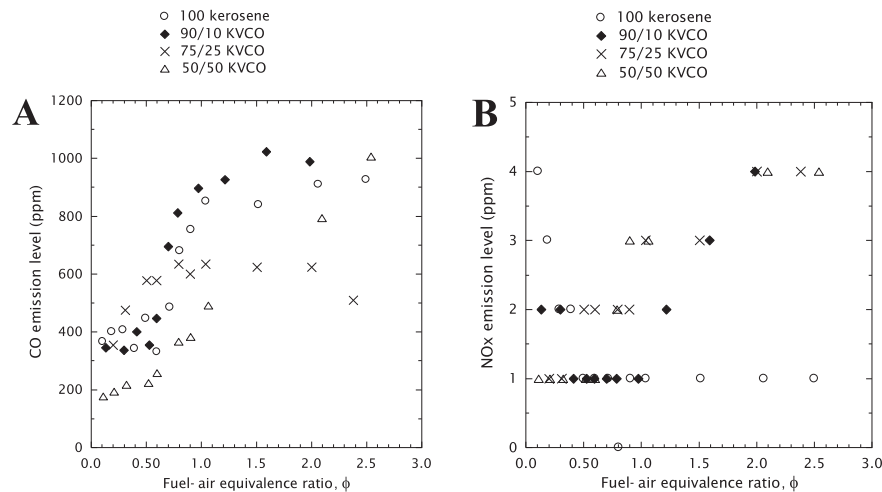 100 kerosene
90/10 KVCO
75/25 KVCO
50/50 KVCO
A
CO emission level (ppm)
1200
1000
800
600
400
200
0
0.0 0.50 1.0 1.5 2.0 2.5 3.0
Fuel- air equivalence ratio, ϕ
100 kerosene
90/10 KVCO
75/25 KVCO
50/50 KVCO
B
NOx emission level (ppm)
5
4
3
2
1
0
0.0 0.50 1.0 1.5 2.0 2.5 3.0
Fuel- air equivalence ratio, ϕ